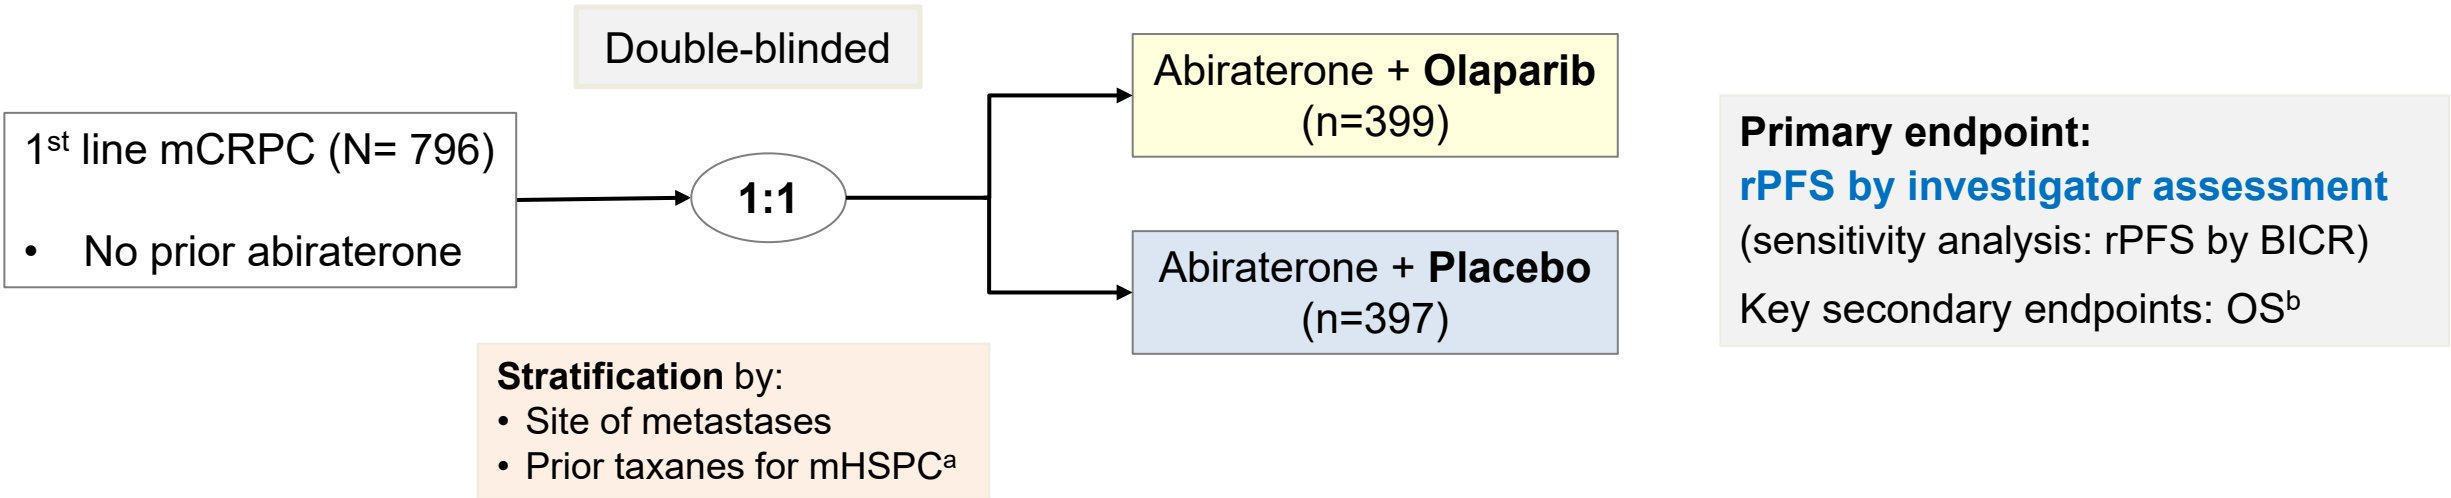 Double-blinded
1st line mCRPC (N= 796)
• No prior abiraterone
1:1
Abiraterone + Olaparib
(n=399)
Abiraterone + Placebo
(n=397)
Stratification by:
• Site of metastases
• Prior taxanes for mHSPCa
Primary endpoint:
rPFS by investigator assessment
(sensitivity analysis: rPFS by BICR)
Key secondary endpoints: OSb